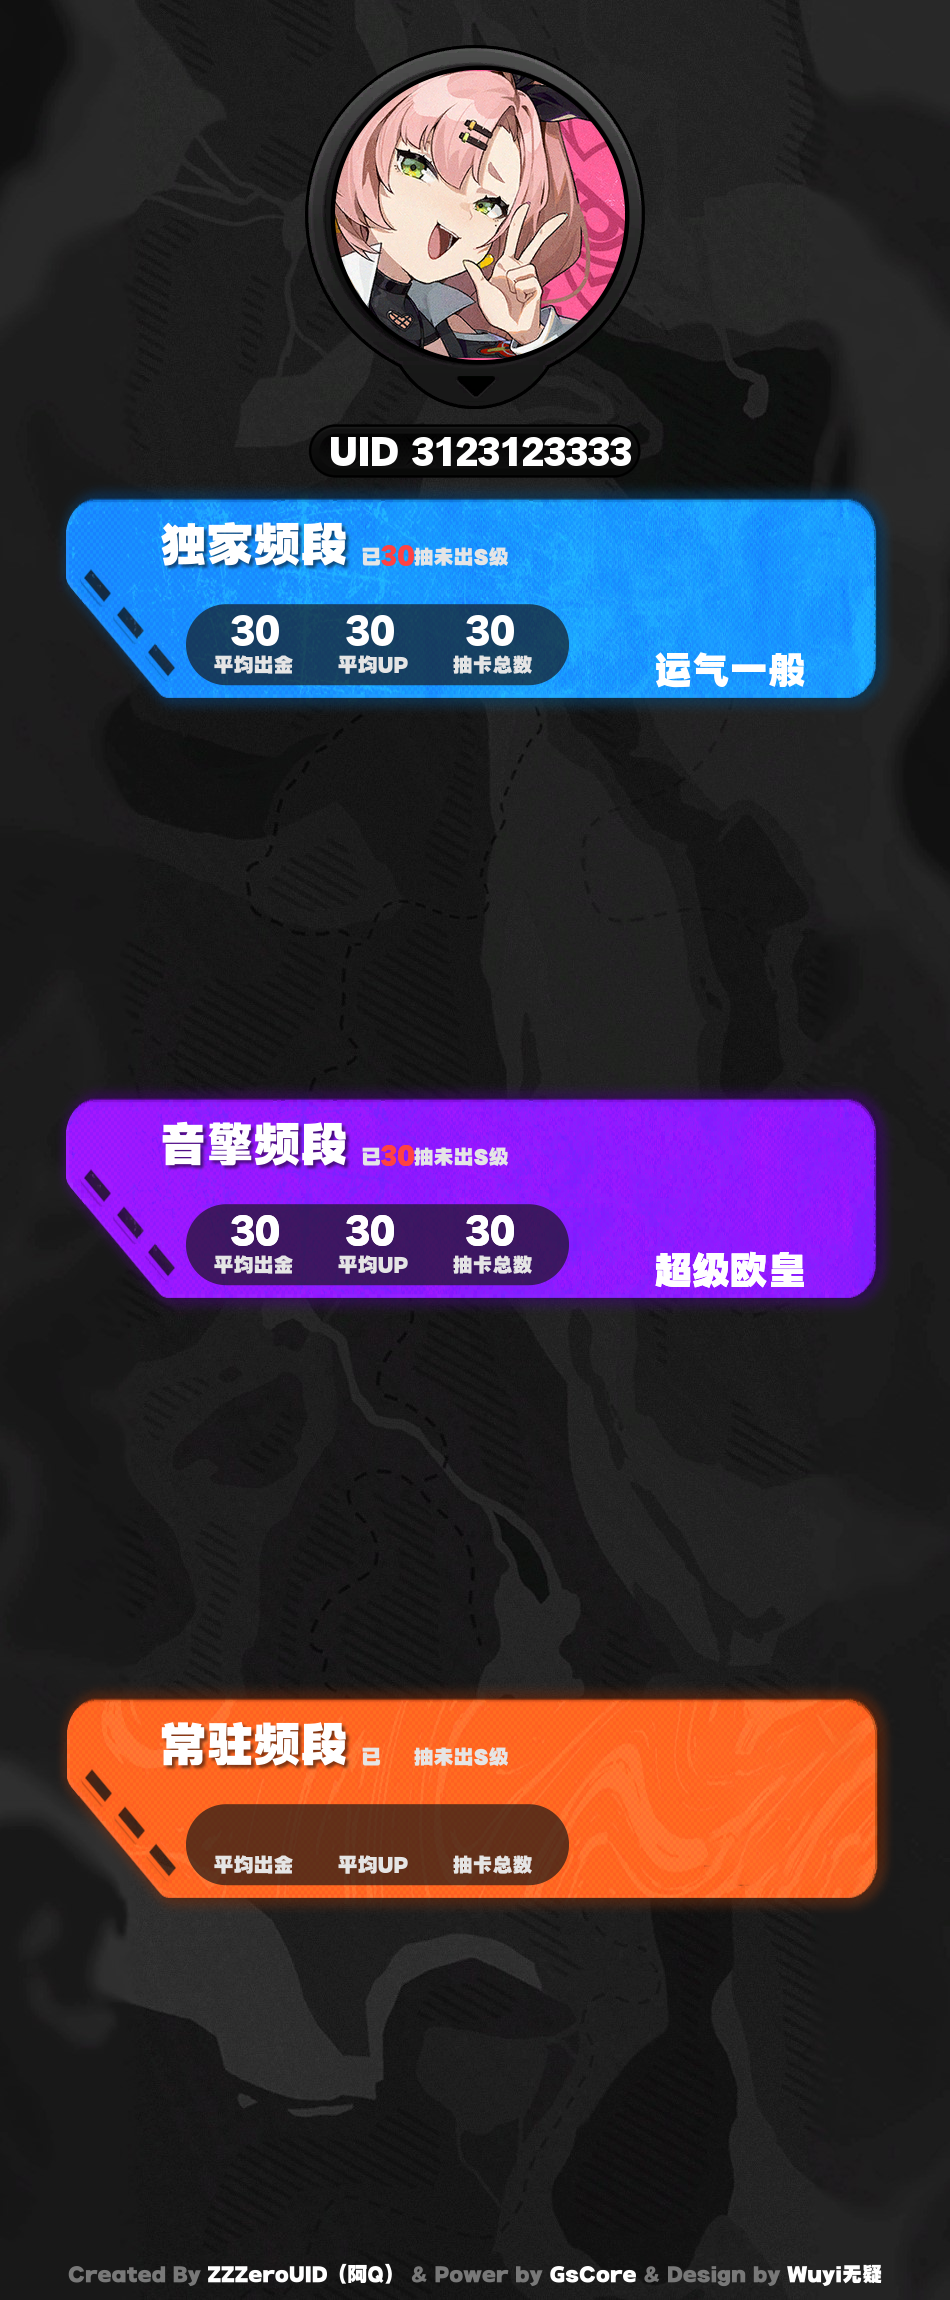 UID 3123123333
独家频段 已30抽未出S级
30 30 30
平均出金 平均UP 抽卡总数
运气一般
音擎频段 已30抽未出S级
30 30 30
平均出金 平均UP 抽卡总数
超级欧皇
常驻频段 已 抽未出S级
平均出金 平均UP 抽卡总数
Created By ZZZeroUID（阿Q） & Power by GsCore & Design by Wuyi无疑